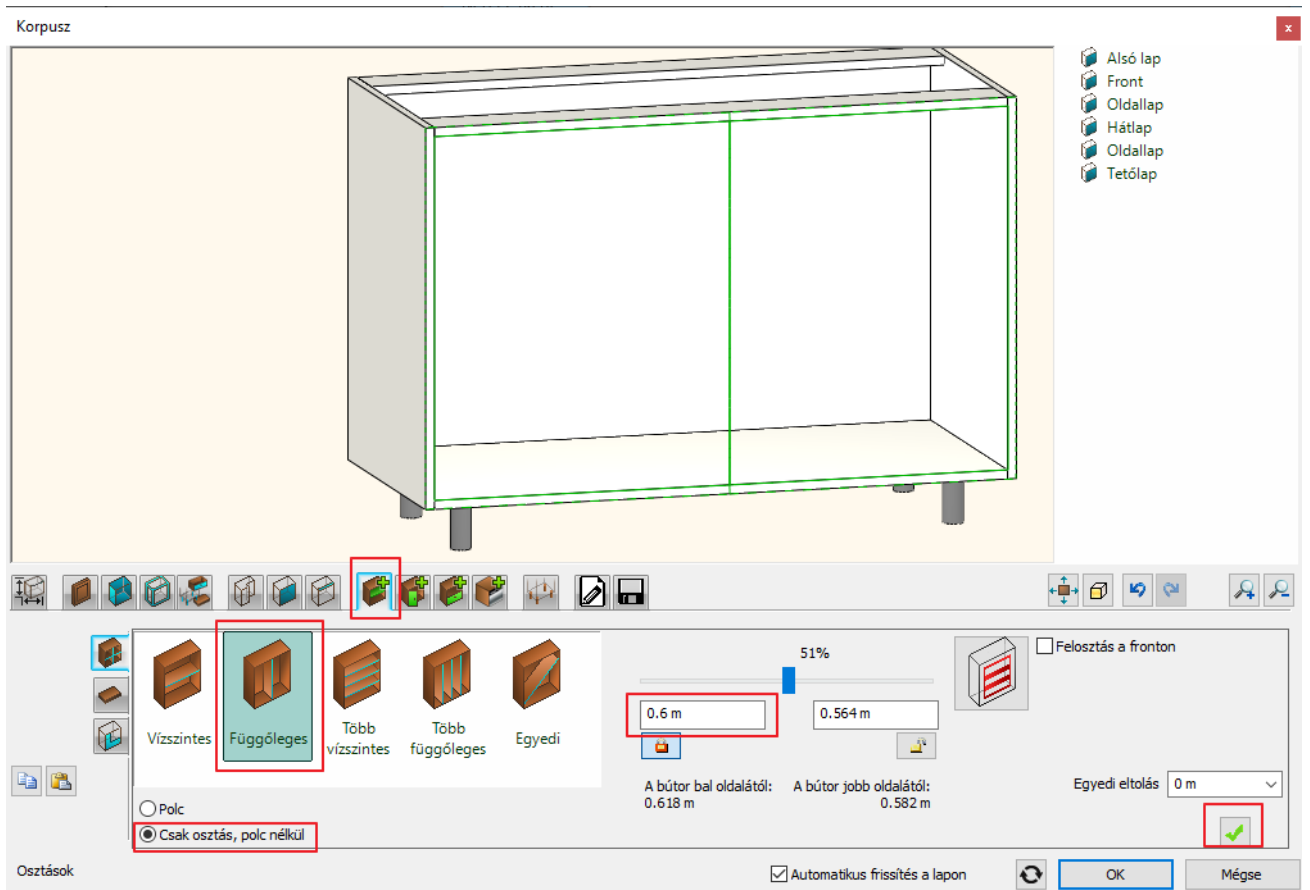 Korpusz
x
Alsó lap
Front
Oldallap
Hátlap
Oldallap
Tetőlap
Vízszintes
Függőleges
Több
vízszintes
Több
függőleges
Egyedi
Polc
Csak osztás, polc nélkül
51%
0.6 m
0.564 m
A bútor bal oldalától:
0.618 m
A bútor jobb oldalától:
0.582 m
Felosztás a fronton
Egyedi eltolás
0 m
Osztások
Automatikus frissítés a lapon
OK
Mégse